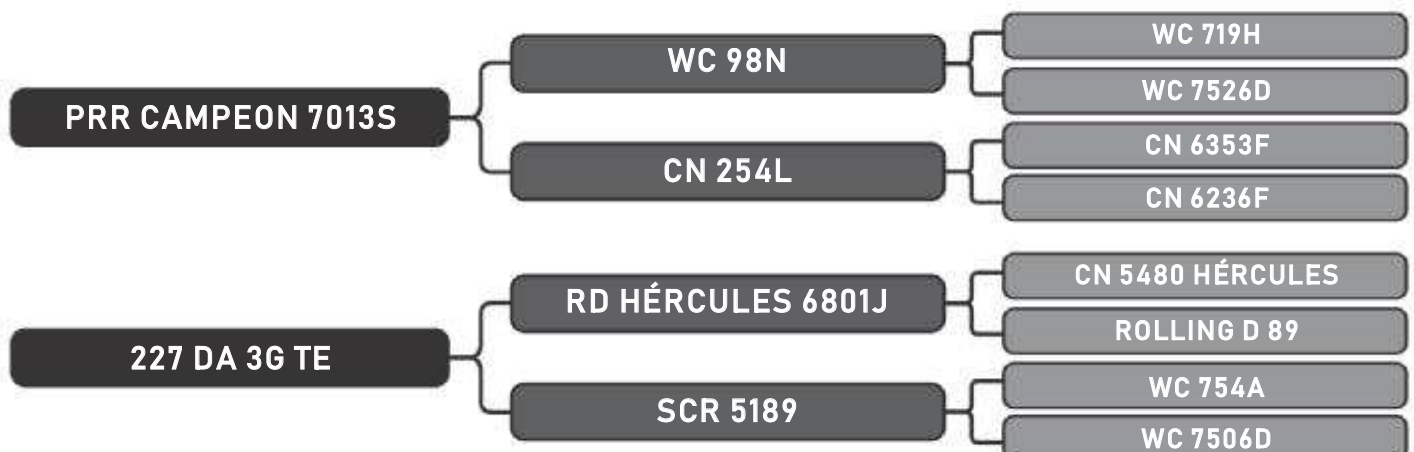 PRR CAMPEON 7013S
WC 98N
WC 719H
WC 7526D
CN 254L
CN 6353F
CN 6236F
227 DA 3G TE
RD HÉRCULES 6801J
CN 5480 HÉRCULES
ROLLING D 89
SCR 5189
WC 754A
WC 7506D